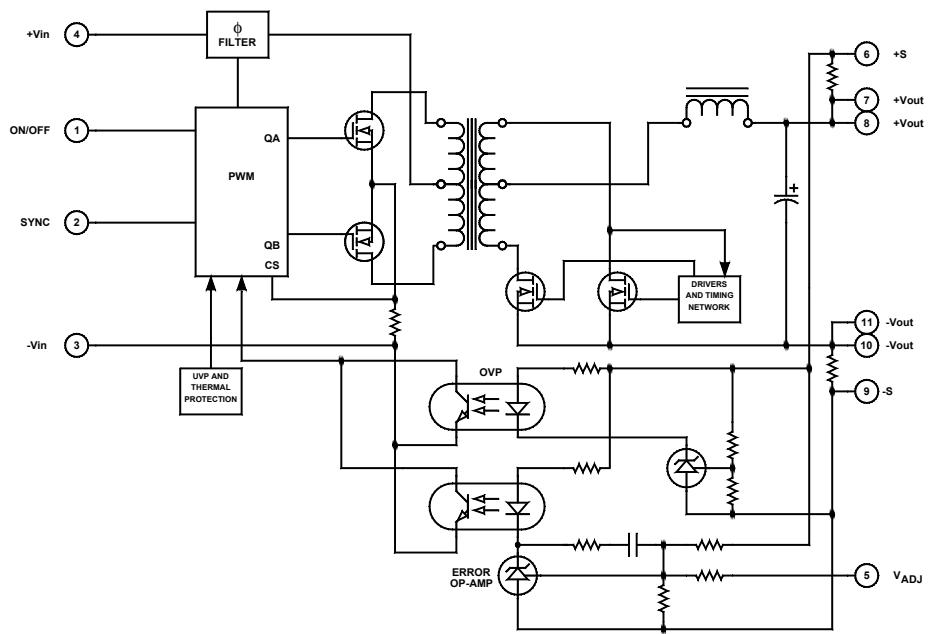 +Vin 4
ϕ
FILTER
6 +S
7 +Vout
ON/OFF 1
8 +Vout
QA
PWM
SYNC 2
+
QB
CS
DRIVERS
AND TIMING
NETWORK
11 -Vout
-Vin 3
10 -Vout
UVP AND
THERMAL
PROTECTION
OVP
9 -S
ERROR
OP-AMP
5 VADJ